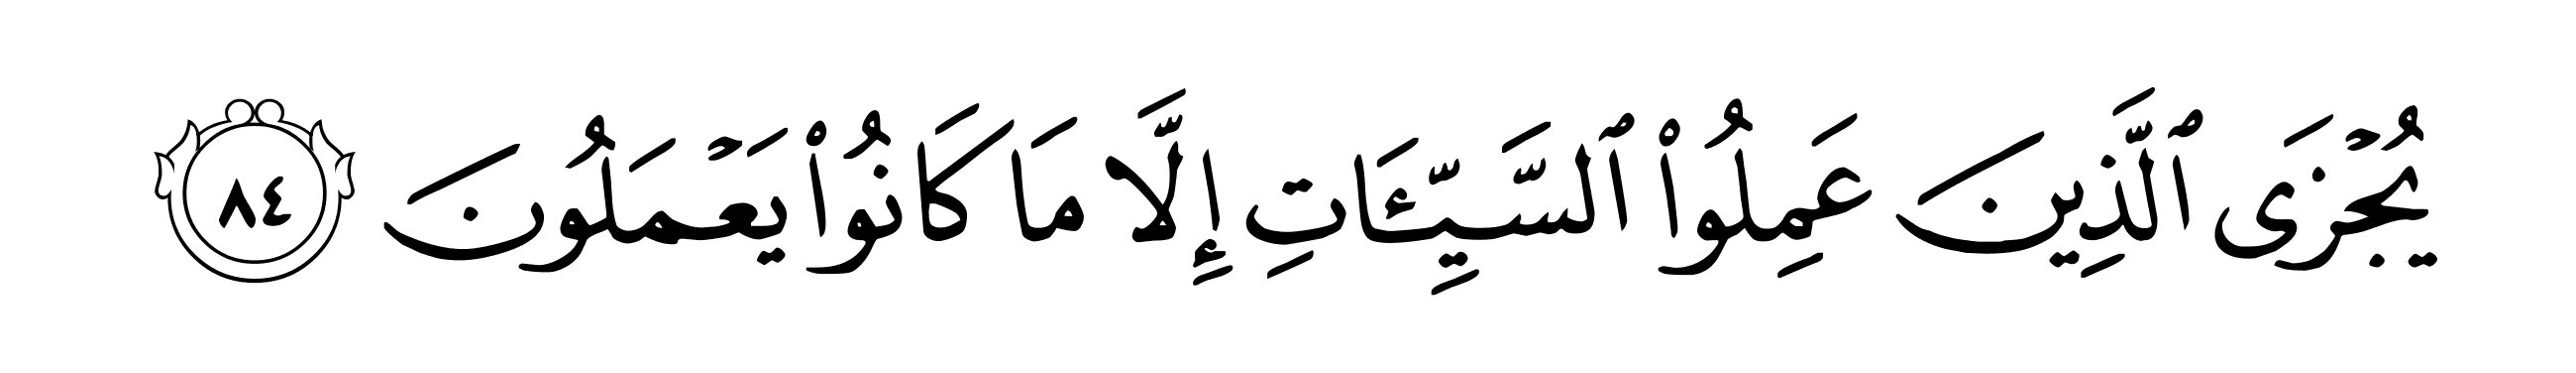 يُجۡزَى ٱلَّذِينَ عَمِلُواْ ٱلسَّيِّـَٔاتِ إِلَّا مَا كَانُواْ يَعۡمَلُونَ ٨٤